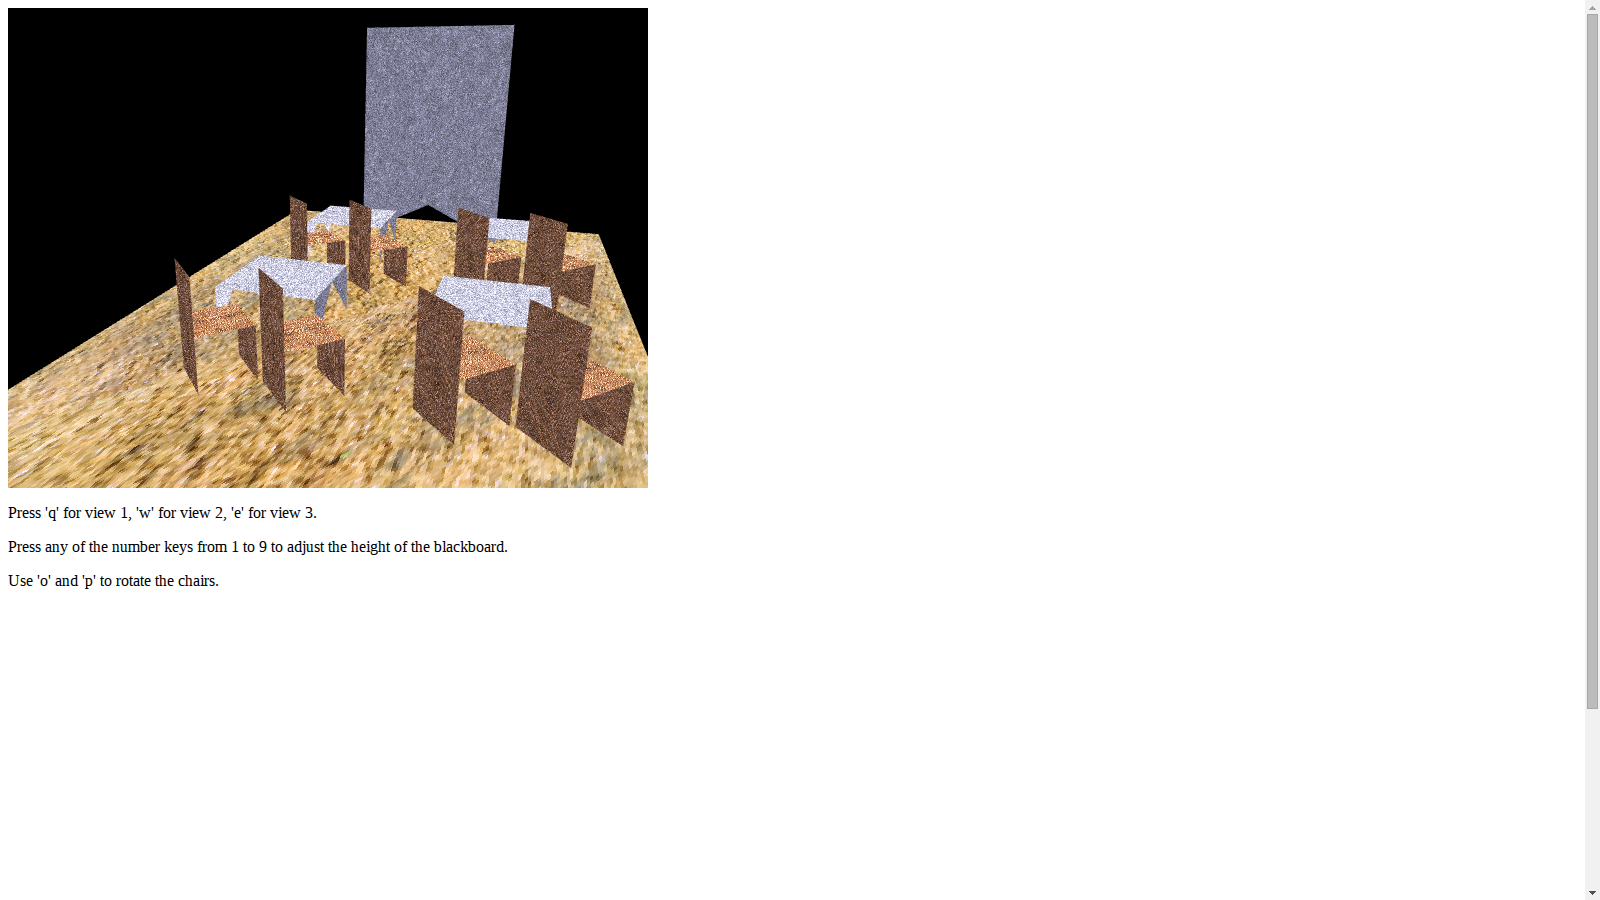 Press 'q' for view 1, 'w' for view 2, 'e' for view 3.
Press any of the number keys from 1 to 9 to adjust the height of the blackboard.
Use 'o' and 'p' to rotate the chairs.